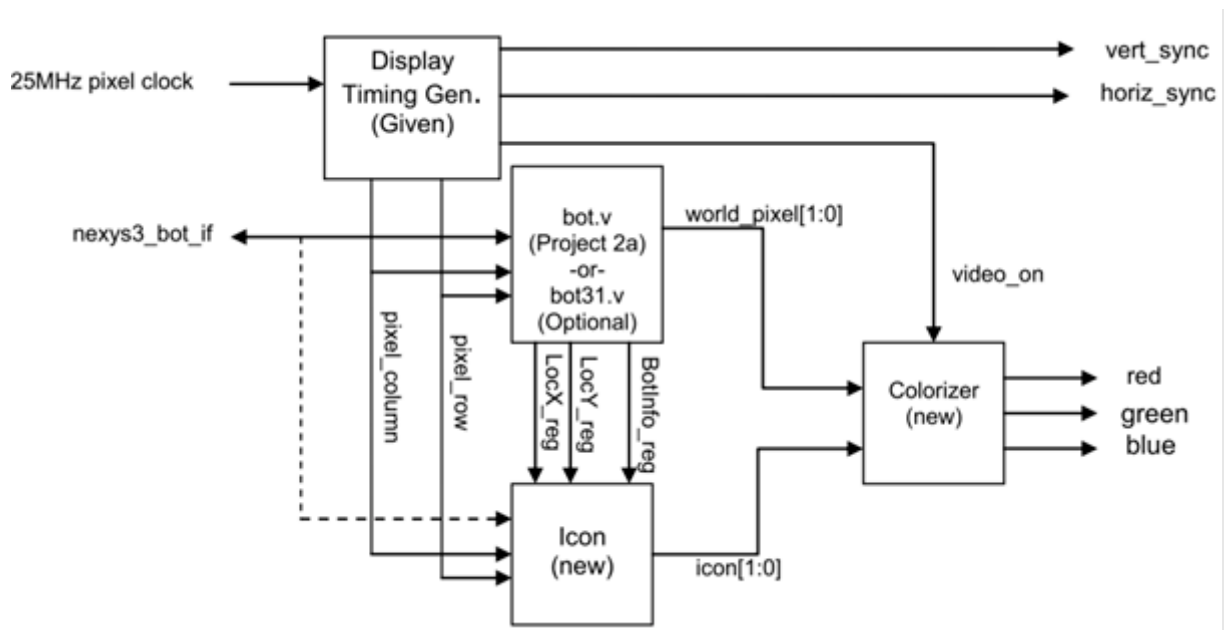 25MHz pixel clock
Display
Timing Gen.
(Given)
vert_sync
horiz_sync
nexys3_bot_if
bot.v
(Project 2a)
-or-
bot31.v
(Optional)
world_pixel[1:0]
video_on
pixel_column
pixel_row
LocX_reg
LocY_reg
BotInfo_reg
Colorizer
(new)
red
green
blue
Icon
(new)
icon[1:0]